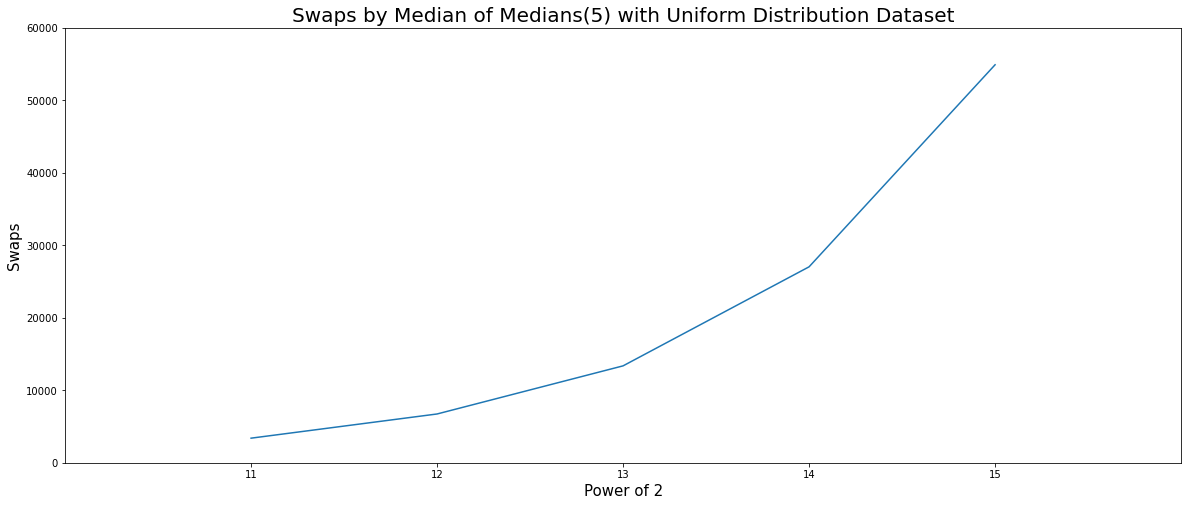 Swaps by Median of Medians(5) with Uniform Distribution Dataset
60000
50000
40000
30000
20000
10000
0
Swaps
11 12 13 14 15
Power of 2